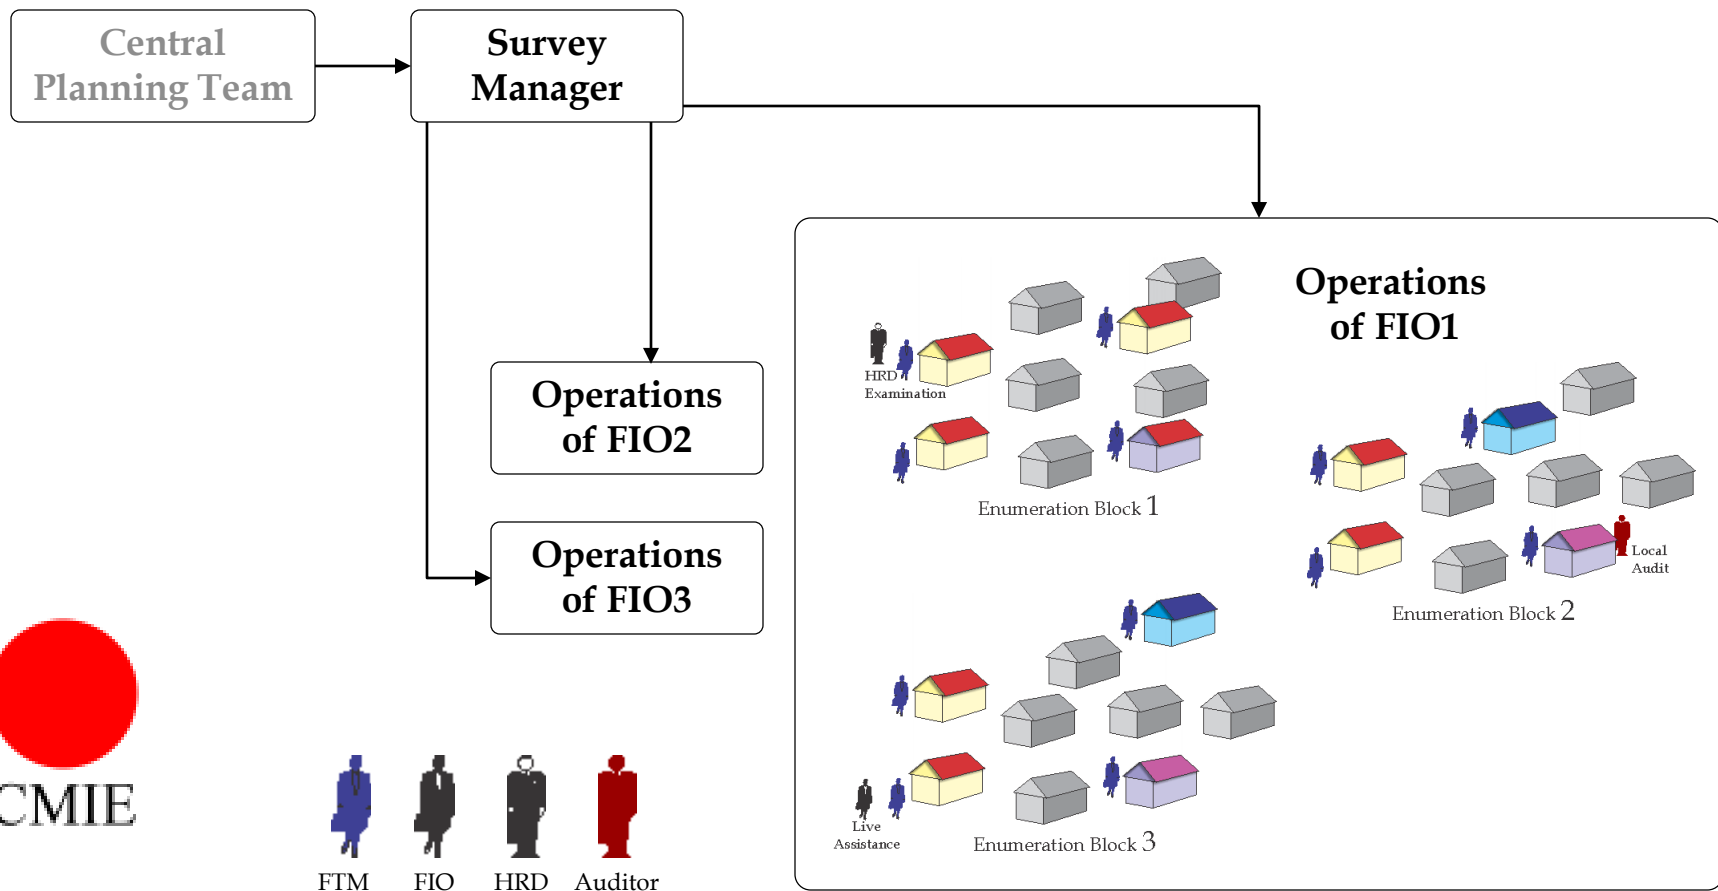 Central
Planning Team
Survey
Manager
Operations
of FIO1
HRD
Examination
Enumeration Block 1
Operations
of FIO2
Local
Audit
Enumeration Block 2
Operations
of FIO3
Live
Assistance
Enumeration Block 3
CMIE
FTM FIO HRD Auditor